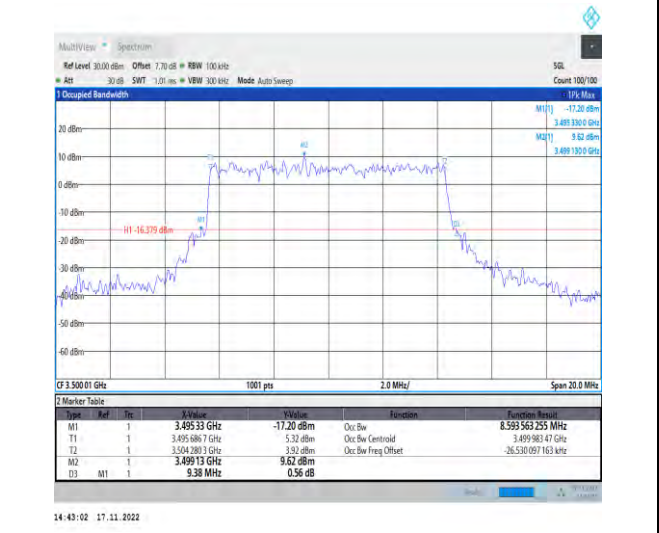 MultiView Spectrum
Ref Level 30.00 dBm Offset 7.70 dB RBW 100 kHz SGL
Att 30 dB SWT 1.01 ms VBW 300 kHz Mode Auto Sweep Count 100/100
1 Occupied Bandwidth 1Pk Max
M1[1] -17.20 dBm
3.495 330 0 GHz
M2[1] 9.62 dBm
3.499 130 0 GHz
20 dBm
M2
10 dBm
0 dBm
-10 dBm
M1
H1 -16.379 dBm
-20 dBm
-30 dBm
-40 dBm
-50 dBm
-60 dBm
CF 3.500 01 GHz 1001 pts 2.0 MHz/ Span 20.0 MHz
2 Marker Table
Type Ref Trc X-Value Y-Value Function Function Result
M1 1 3.495 33 GHz -17.20 dBm Occ Bw 8.593 563 255 MHz
T1 1 3.495 686 7 GHz 5.32 dBm Occ Bw Centroid 3.499 983 47 GHz
T2 1 3.504 280 3 GHz 3.92 dBm Occ Bw Freq Offset -26.530 097 163 kHz
M2 1 3.499 13 GHz 9.62 dBm
D3 M1 1 9.38 MHz 0.56 dB
14:43:02 17.11.2022